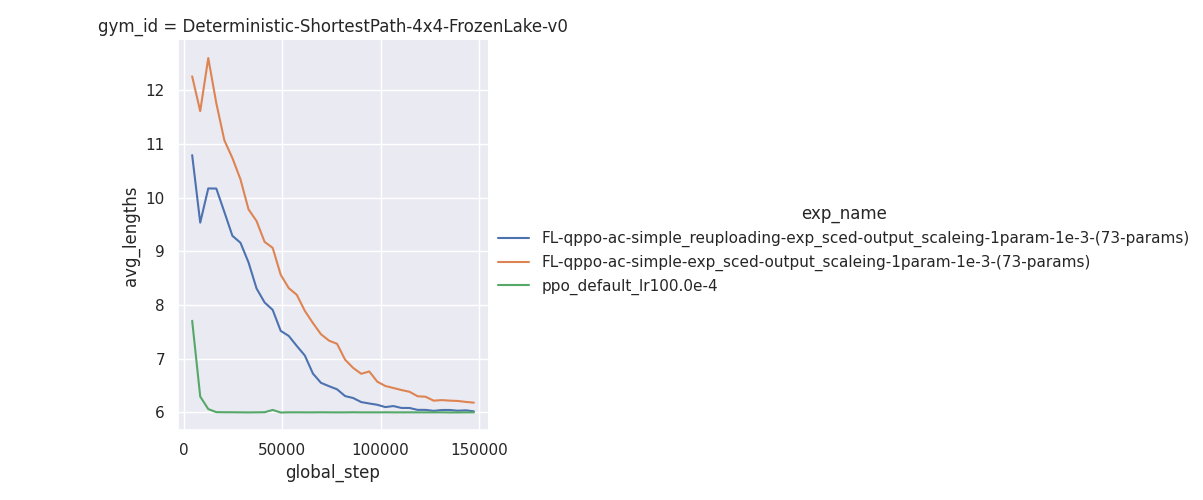 gym_id = Deterministic-ShortestPath-4x4-FrozenLake-v0
avg_lengths
12
11
10
9
8
7
6
0 50000 100000 150000
global_step
exp_name
FL-qppo-ac-simple_reuploading-exp_sced-output_scaleing-1param-1e-3-(73-params)
FL-qppo-ac-simple-exp_sced-output_scaleing-1param-1e-3-(73-params)
ppo_default_lr100.0e-4